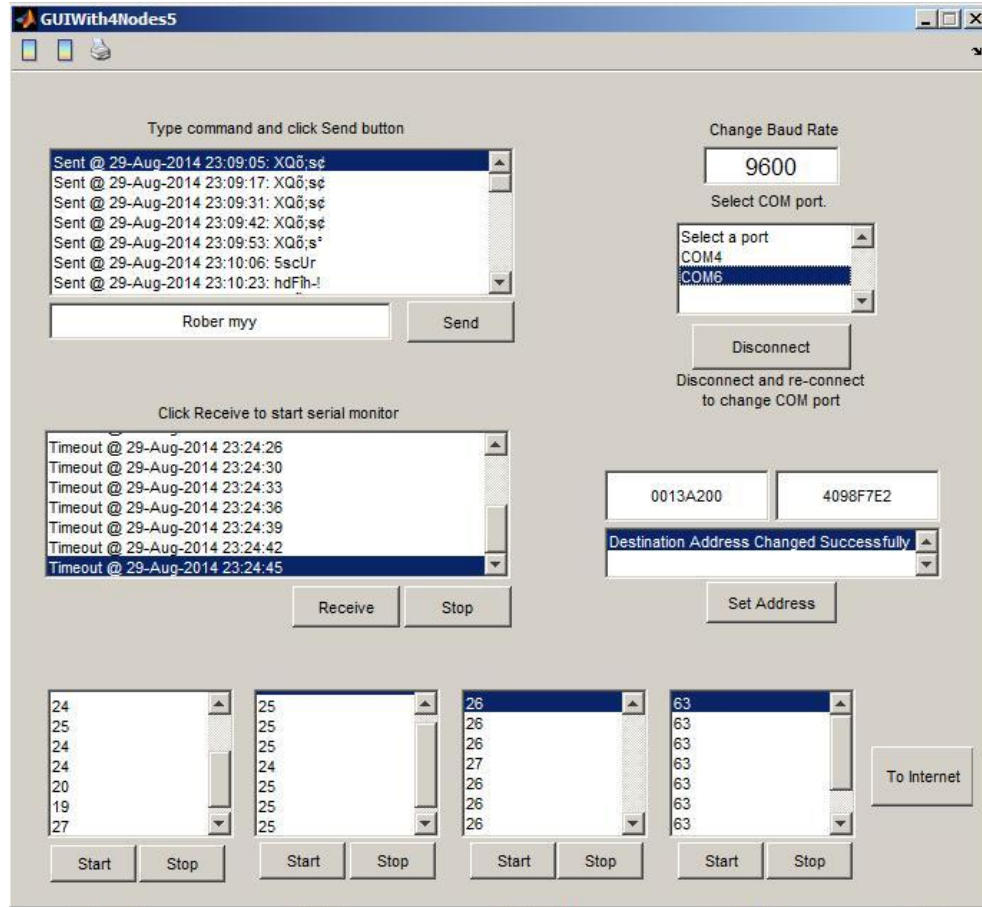 GUIWith4Nodes5
Type command and click Send button
Sent @ 29-Aug-2014 23:09:05: XQõ;s¢
Sent @ 29-Aug-2014 23:09:17: XQõ;s¢
Sent @ 29-Aug-2014 23:09:31: XQõ;s¢
Sent @ 29-Aug-2014 23:09:42: XQõ;s¢
Sent @ 29-Aug-2014 23:09:53: XQõ;s°
Sent @ 29-Aug-2014 23:10:06: 5scUr
Sent @ 29-Aug-2014 23:10:23: hdFÎh-!
Rober myy
Send
Change Baud Rate
9600
Select COM port.
Select a port
COM4
COM6
Disconnect
Disconnect and re-connect
to change COM port
Click Receive to start serial monitor
Timeout @ 29-Aug-2014 23:24:26
Timeout @ 29-Aug-2014 23:24:30
Timeout @ 29-Aug-2014 23:24:33
Timeout @ 29-Aug-2014 23:24:36
Timeout @ 29-Aug-2014 23:24:39
Timeout @ 29-Aug-2014 23:24:42
Timeout @ 29-Aug-2014 23:24:45
Receive
Stop
0013A200
4098F7E2
Destination Address Changed Successfully
Set Address
24
25
24
24
20
19
27
Start
Stop
25
25
25
24
25
25
25
Start
Stop
26
26
26
27
26
26
26
Start
Stop
63
63
63
63
63
63
63
Start
Stop
To Internet